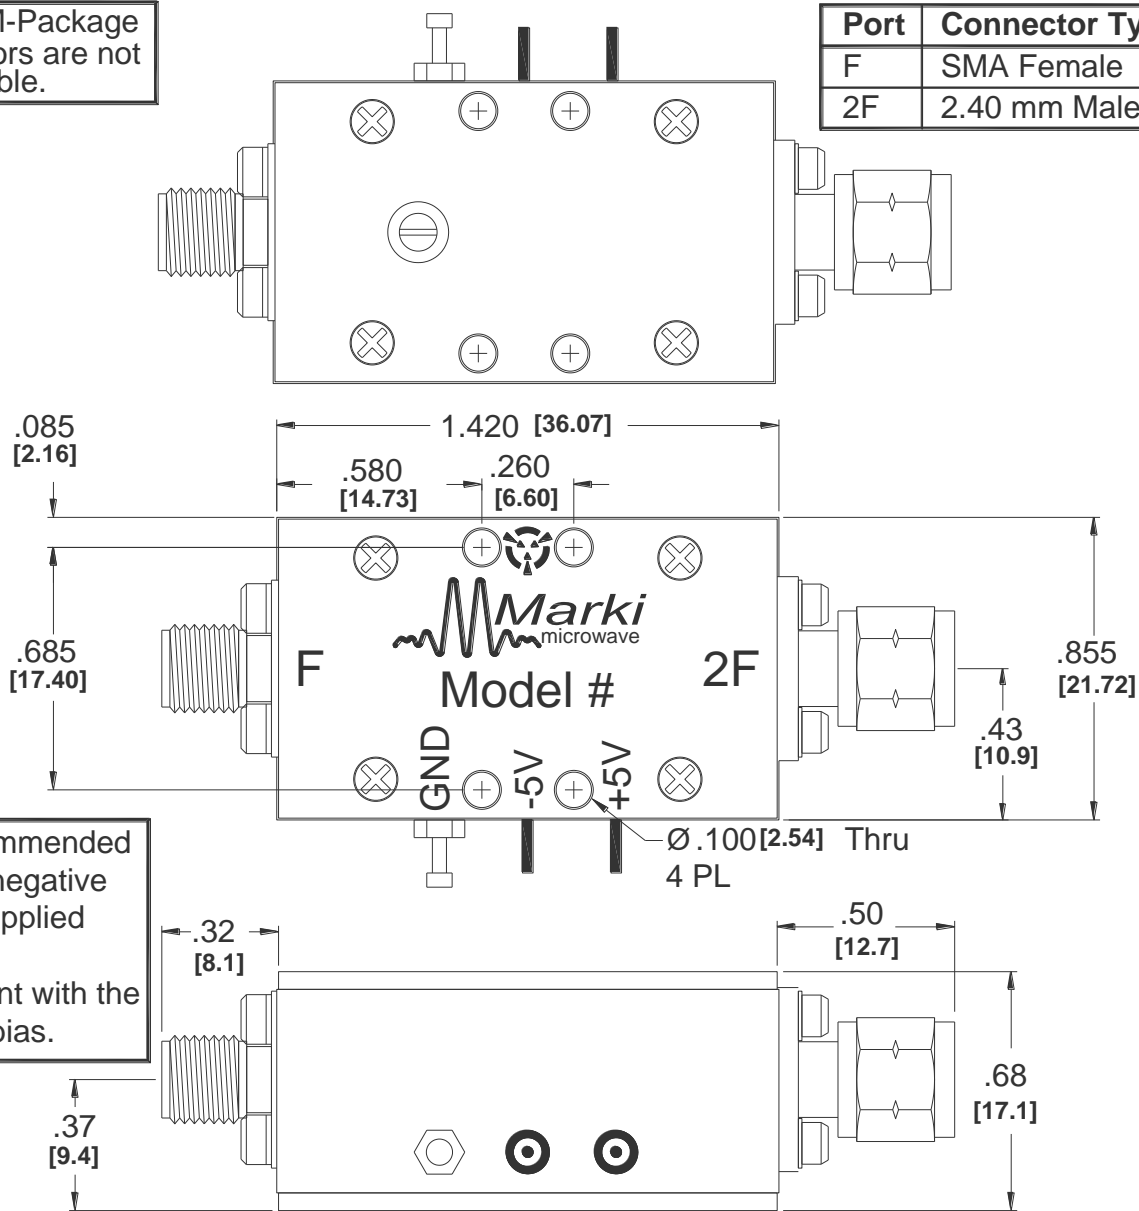 M-Package
ors are not
ble.
Port Connector Ty
F SMA Female
2F 2.40 mm Male
.085
[2.16]
1.420 [36.07]
.580
[14.73]
.260
[6.60]
.685
[17.40]
F
Marki
microwave
2F
Model #
.855
[21.72]
.43
[10.9]
GND
-5V
+5V
Ø .100[2.54] Thru
4 PL
mmended
negative
pplied
nt with the
bias.
.32
[8.1]
.50
[12.7]
.37
[9.4]
.68
[17.1]